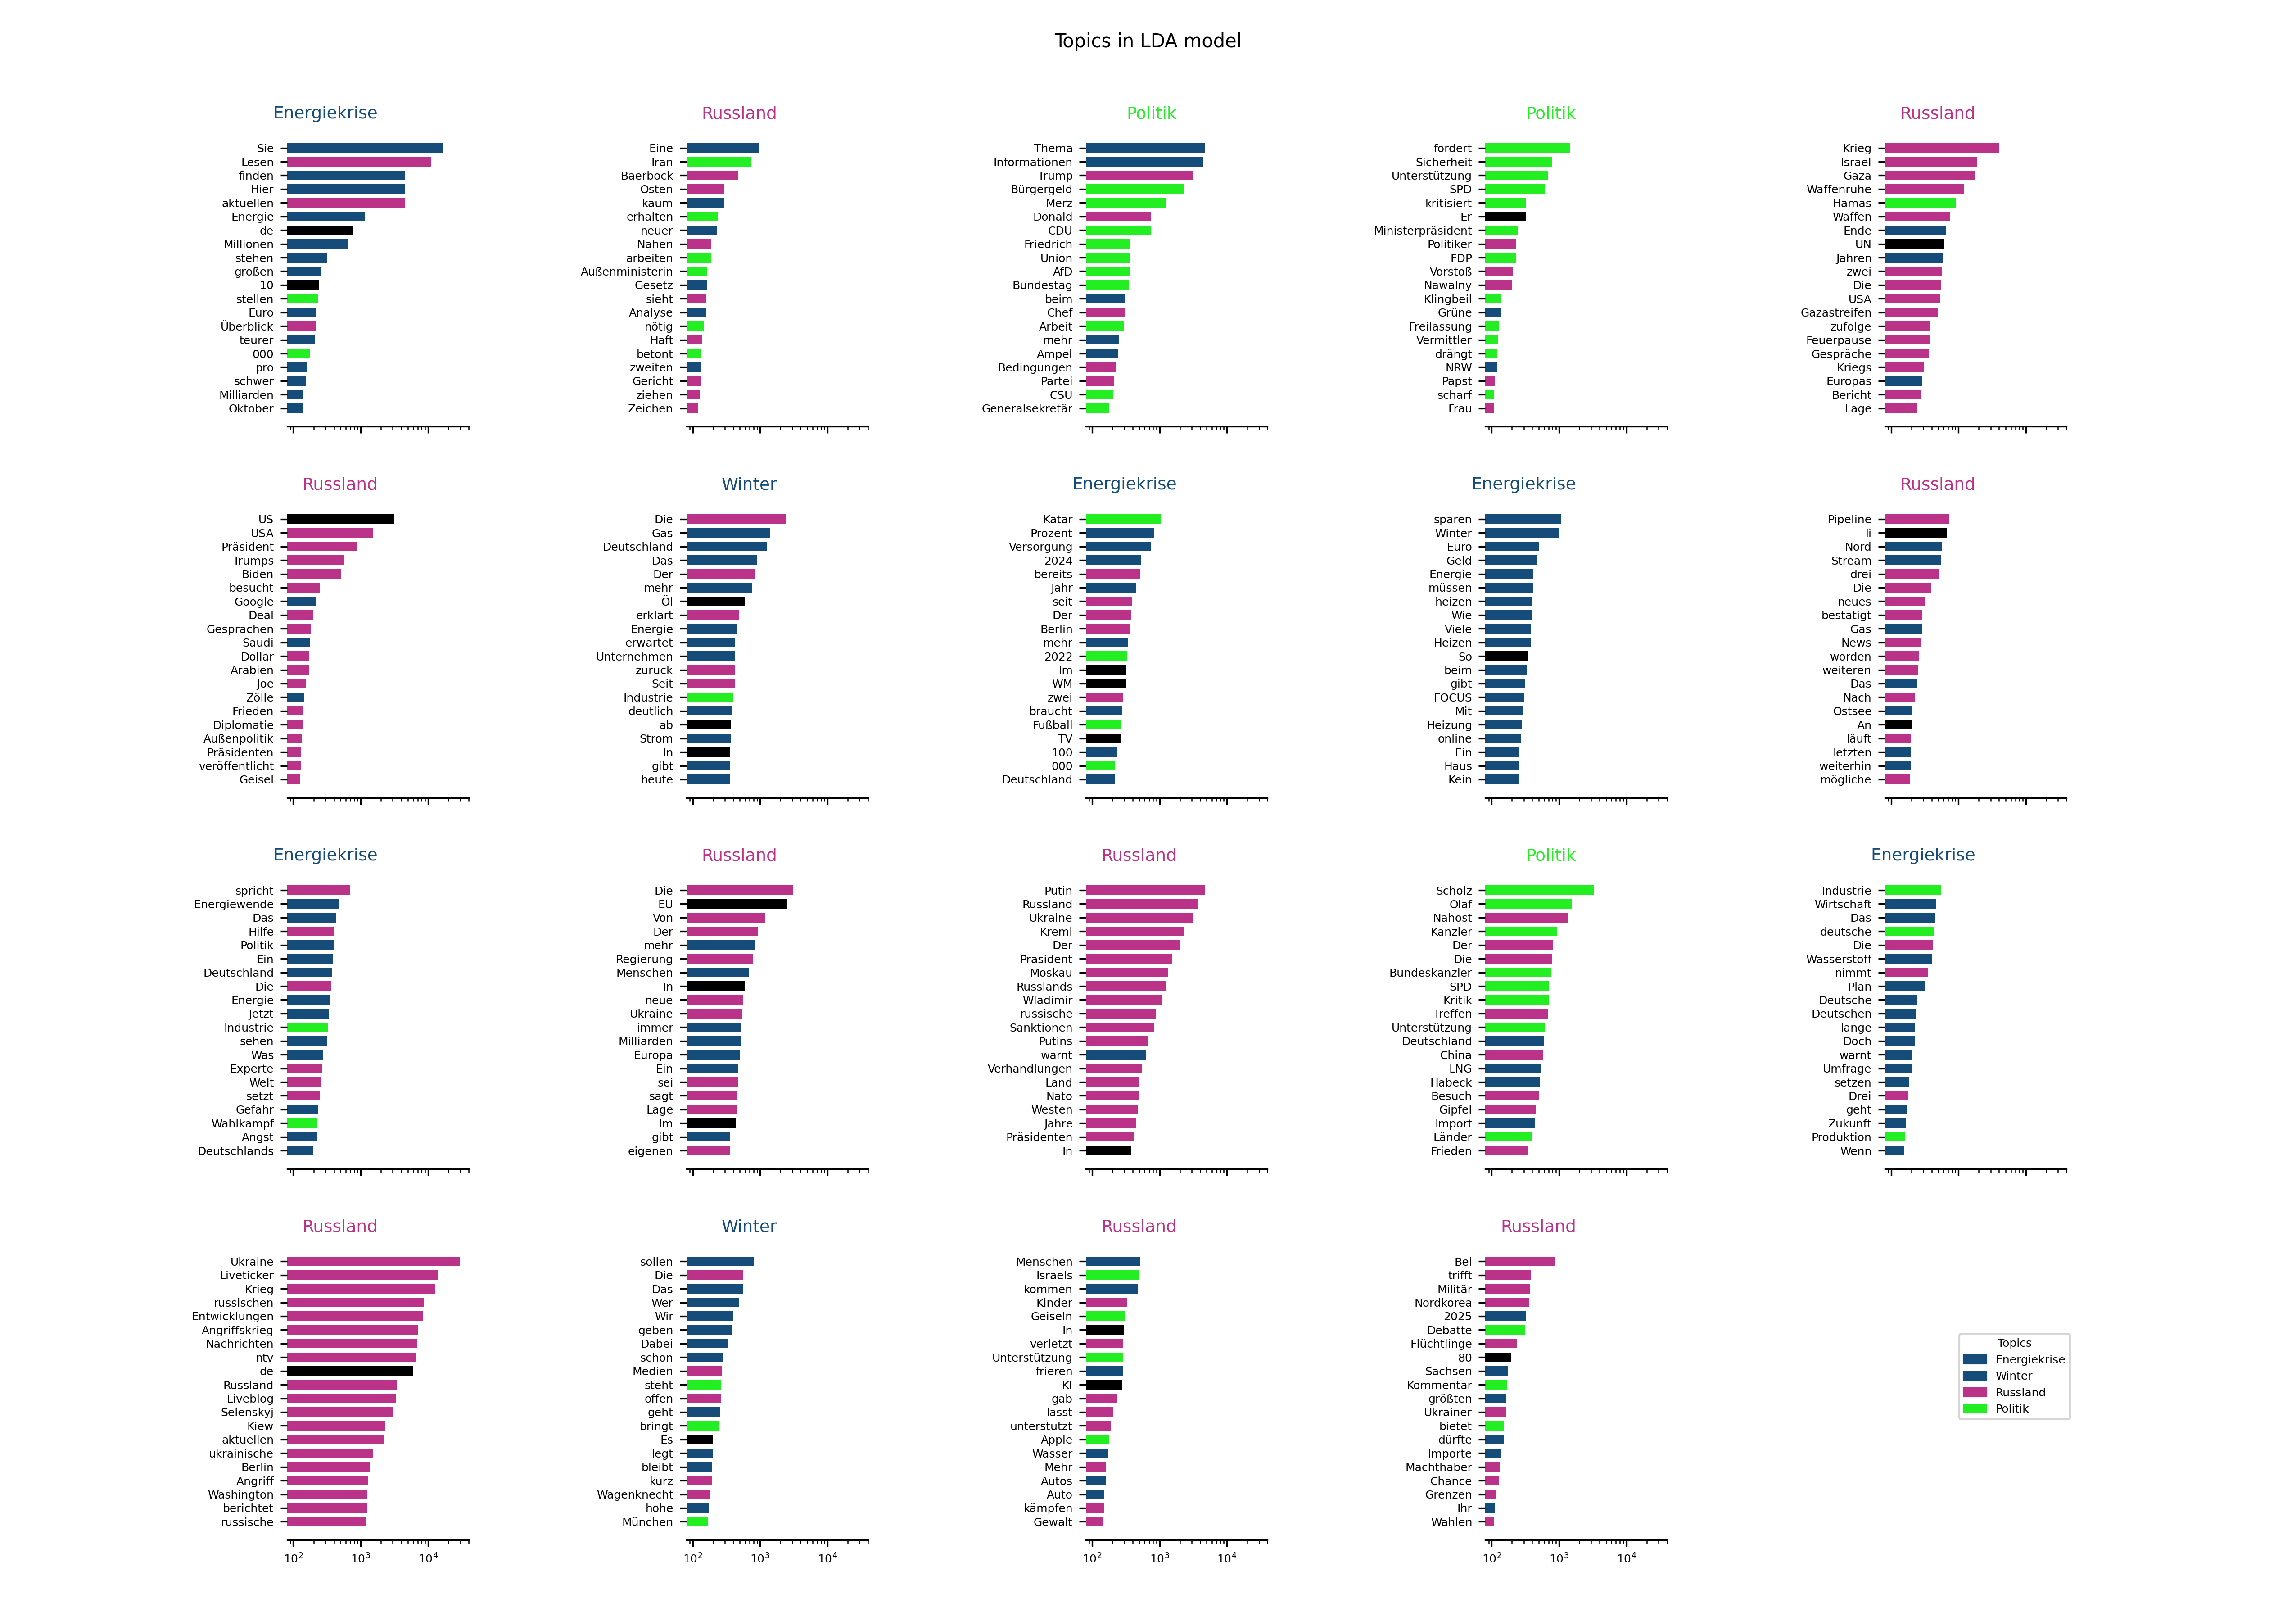 Topics in LDA model
Energiekrise
Sie
Lesen
finden
Hier
aktuellen
Energie
de
Millionen
stehen
großen
10
stellen
Euro
Überblick
teurer
000
pro
schwer
Milliarden
Oktober
Russland
Eine
Iran
Baerbock
Osten
kaum
erhalten
neuer
Nahen
arbeiten
Außenministerin
Gesetz
sieht
Analyse
nötig
Haft
betont
zweiten
Gericht
ziehen
Zeichen
Politik
Thema
Informationen
Trump
Bürgergeld
Merz
Donald
CDU
Friedrich
Union
AfD
Bundestag
beim
Chef
Arbeit
mehr
Ampel
Bedingungen
Partei
CSU
Generalsekretär
Politik
fordert
Sicherheit
Unterstützung
SPD
kritisiert
Er
Ministerpräsident
Politiker
FDP
Vorstoß
Nawalny
Klingbeil
Grüne
Freilassung
Vermittler
drängt
NRW
Papst
scharf
Frau
Russland
Krieg
Israel
Gaza
Waffenruhe
Hamas
Waffen
Ende
UN
Jahren
zwei
Die
USA
Gazastreifen
zufolge
Feuerpause
Gespräche
Kriegs
Europas
Bericht
Lage
Russland
US
USA
Präsident
Trumps
Biden
besucht
Google
Deal
Gesprächen
Saudi
Dollar
Arabien
Joe
Zölle
Frieden
Diplomatie
Außenpolitik
Präsidenten
veröffentlicht
Geisel
Winter
Die
Gas
Deutschland
Das
Der
mehr
Öl
erklärt
Energie
erwartet
Unternehmen
zurück
Seit
Industrie
deutlich
ab
Strom
In
gibt
heute
Energiekrise
Katar
Prozent
Versorgung
2024
bereits
Jahr
seit
Der
Berlin
mehr
2022
Im
WM
zwei
braucht
Fußball
TV
100
000
Deutschland
Energiekrise
sparen
Winter
Euro
Geld
Energie
müssen
heizen
Wie
Viele
Heizen
So
beim
gibt
FOCUS
Mit
Heizung
online
Ein
Haus
Kein
Russland
Pipeline
li
Nord
Stream
drei
Die
neues
bestätigt
Gas
News
worden
weiteren
Das
Nach
Ostsee
An
läuft
letzten
weiterhin
mögliche
Energiekrise
spricht
Energiewende
Das
Hilfe
Politik
Ein
Deutschland
Die
Energie
Jetzt
Industrie
sehen
Was
Experte
Welt
setzt
Gefahr
Wahlkampf
Angst
Deutschlands
Russland
Die
EU
Von
Der
mehr
Regierung
Menschen
In
neue
Ukraine
immer
Milliarden
Europa
Ein
sei
sagt
Lage
Im
gibt
eigenen
Russland
Putin
Russland
Ukraine
Kreml
Der
Präsident
Moskau
Russlands
Wladimir
russische
Sanktionen
Putins
warnt
Verhandlungen
Land
Nato
Westen
Jahre
Präsidenten
In
Politik
Scholz
Olaf
Nahost
Kanzler
Der
Die
Bundeskanzler
SPD
Kritik
Treffen
Unterstützung
Deutschland
China
LNG
Habeck
Besuch
Gipfel
Import
Länder
Frieden
Energiekrise
Industrie
Wirtschaft
Das
deutsche
Die
Wasserstoff
nimmt
Plan
Deutsche
Deutschen
lange
Doch
warnt
Umfrage
setzen
Drei
geht
Zukunft
Produktion
Wenn
Russland
Ukraine
Liveticker
Krieg
russischen
Entwicklungen
Angriffskrieg
Nachrichten
ntv
de
Russland
Liveblog
Selenskyj
Kiew
aktuellen
ukrainische
Berlin
Angriff
Washington
berichtet
russische
10² 10³ 10⁴
Winter
sollen
Die
Das
Wer
Wir
geben
Dabei
schon
Medien
steht
offen
geht
bringt
Es
legt
bleibt
kurz
Wagenknecht
hohe
München
10² 10³ 10⁴
Russland
Menschen
Israels
kommen
Kinder
Geiseln
In
verletzt
Unterstützung
frieren
KI
gab
lässt
unterstützt
Apple
Wasser
Mehr
Autos
Auto
kämpfen
Gewalt
10² 10³ 10⁴
Russland
Bei
trifft
Militär
Nordkorea
2025
Debatte
Flüchtlinge
80
Sachsen
Kommentar
größten
Ukrainer
bietet
dürfte
Importe
Machthaber
Chance
Grenzen
Ihr
Wahlen
10² 10³ 10⁴
Topics
Energiekrise
Winter
Russland
Politik